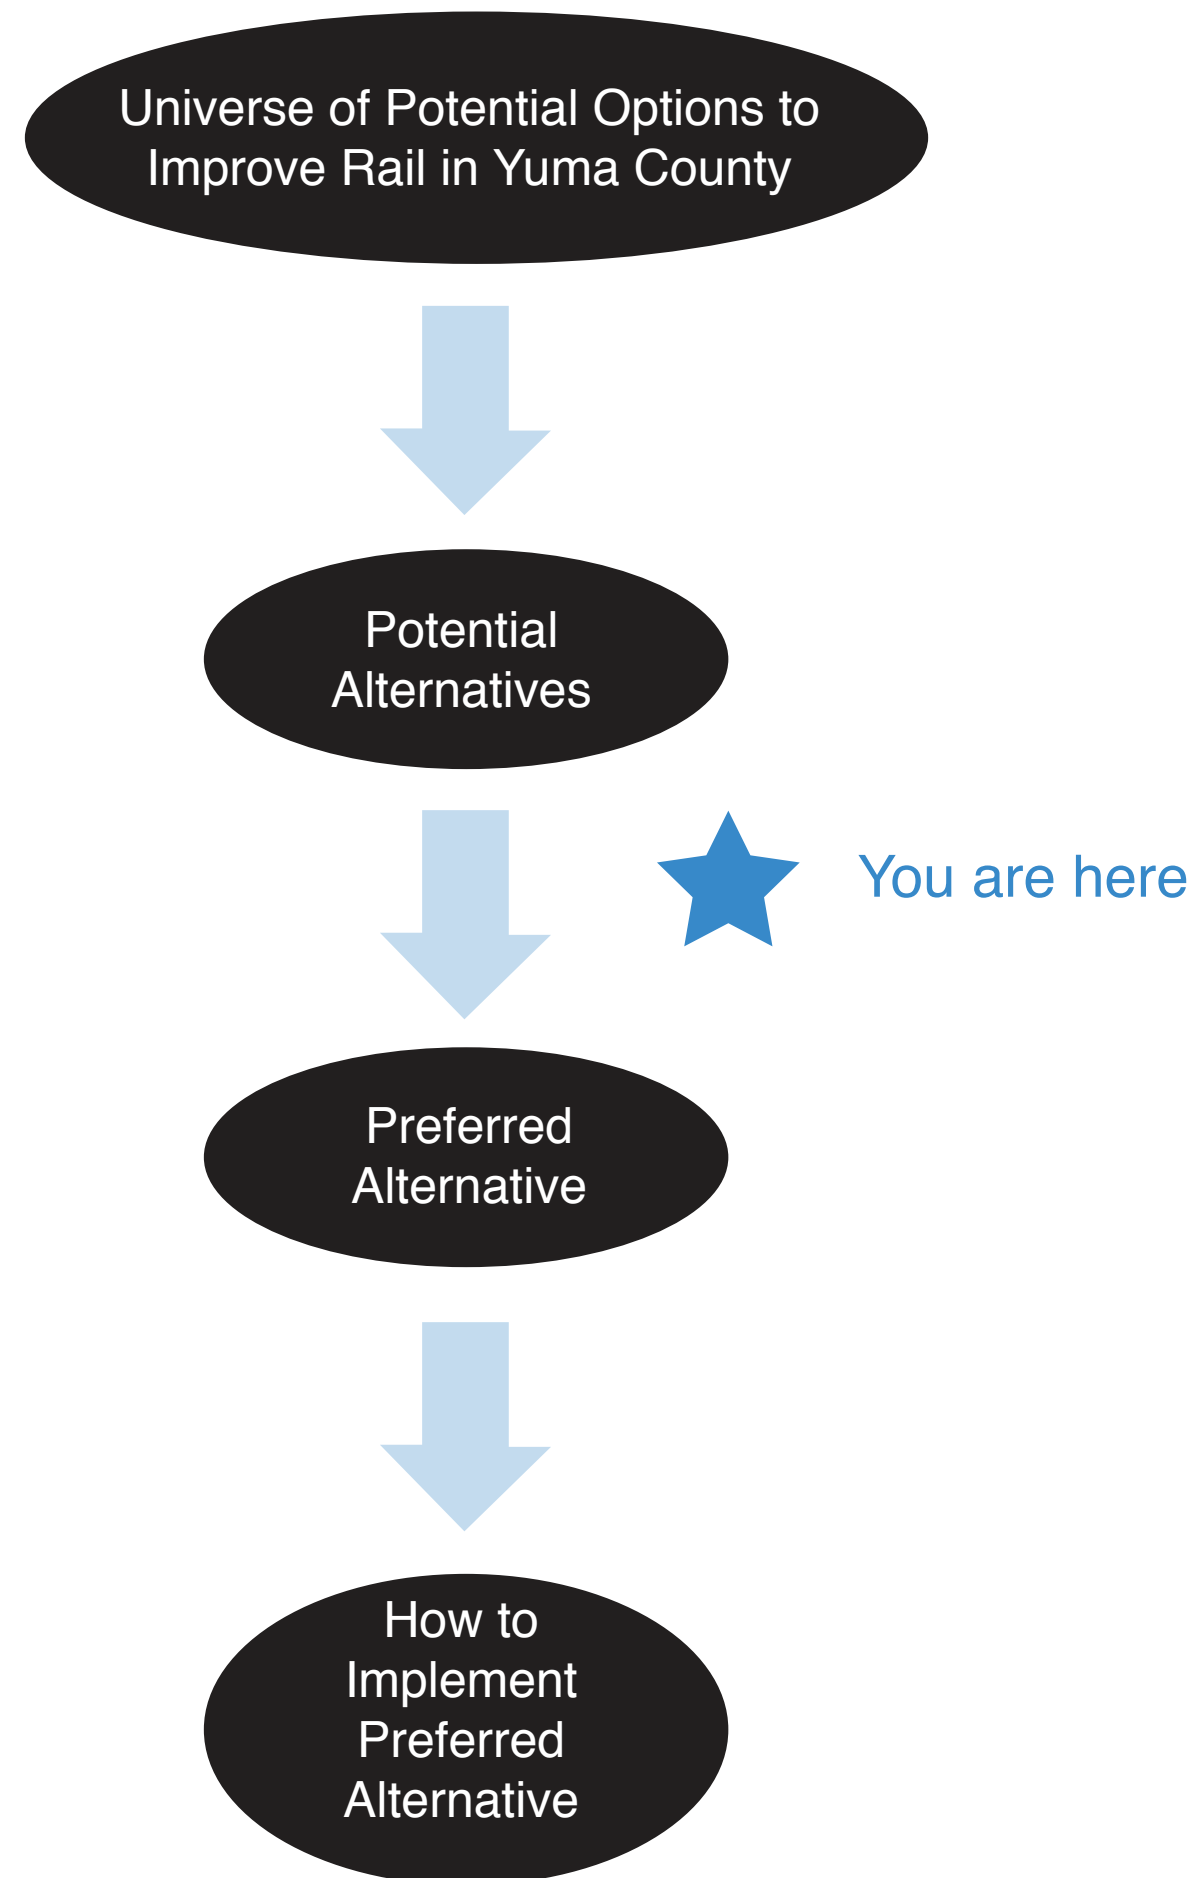 Universe of Potential Options to
Improve Rail in Yuma County
Potential
Alternatives
You are here
Preferred
Alternative
How to
Implement
Preferred
Alternative